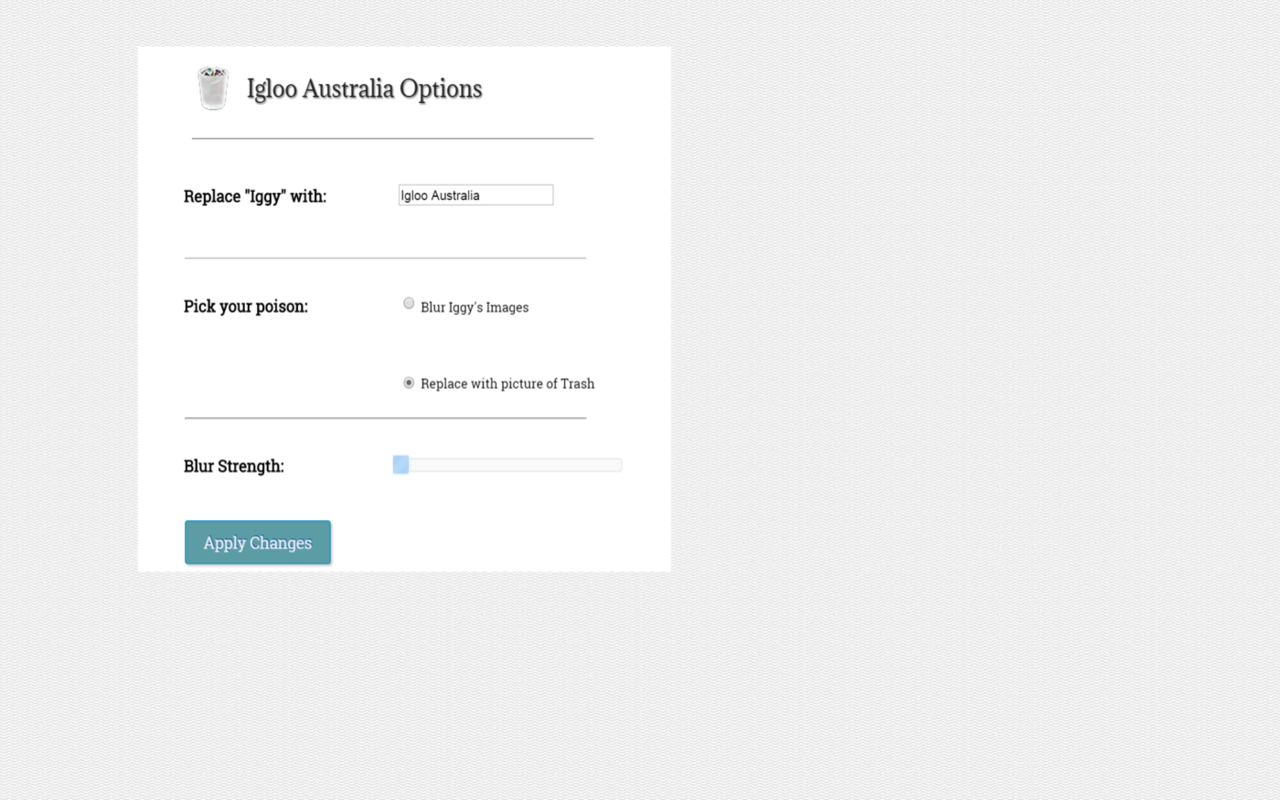 Igloo Australia Options
Replace "Iggy" with: Igloo Australia
Pick your poison: Blur Iggy's Images
Replace with picture of Trash
Blur Strength:
Apply Changes